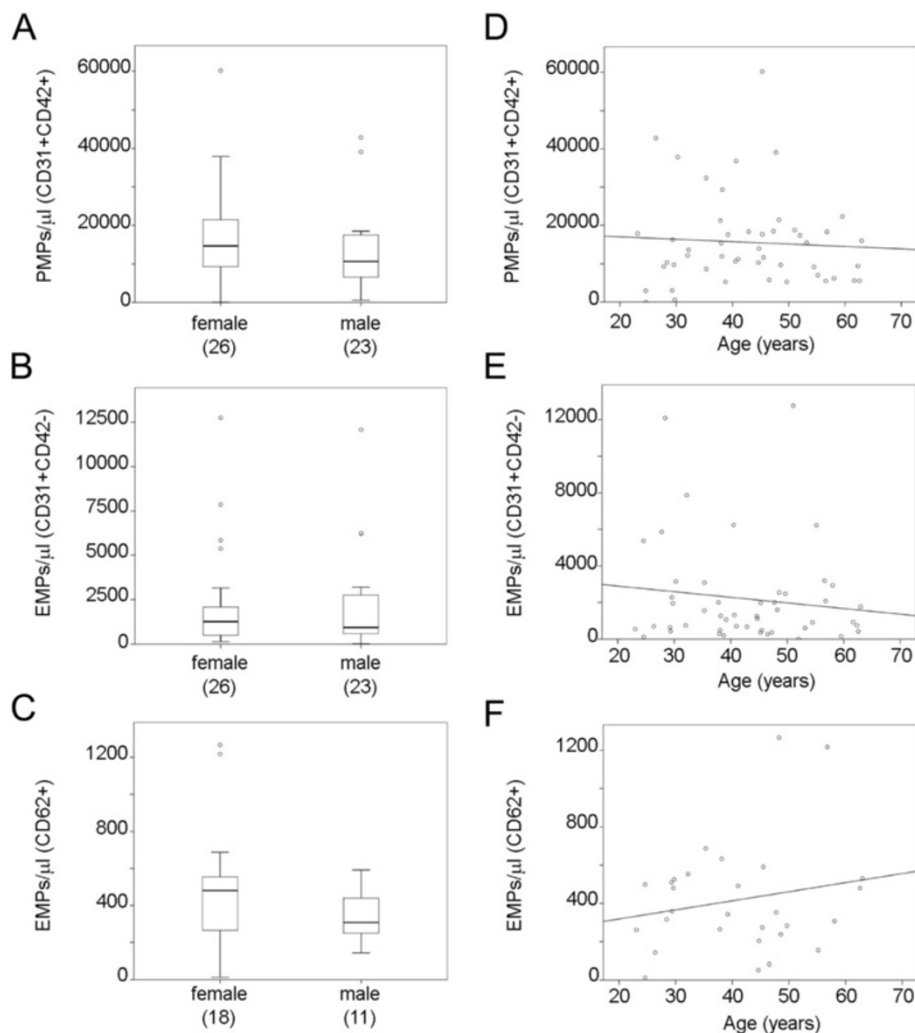 A
PMPs/µl (CD31+CD42+)
60000
40000
20000
0
female
male
(26)
(23)
D
PMPs/µl (CD31+CD42+)
60000
40000
20000
0
20 30 40 50 60 70
Age (years)
B
EMPs/µl (CD31+CD42-)
12500
10000
7500
5000
2500
0
female
male
(26)
(23)
E
EMPs/µl (CD31+CD42-)
12000
8000
4000
0
20 30 40 50 60 70
Age (years)
C
EMPs/µl (CD62+)
1200
800
400
0
female
male
(18)
(11)
F
EMPs/µl (CD62+)
1200
800
400
0
20 30 40 50 60 70
Age (years)